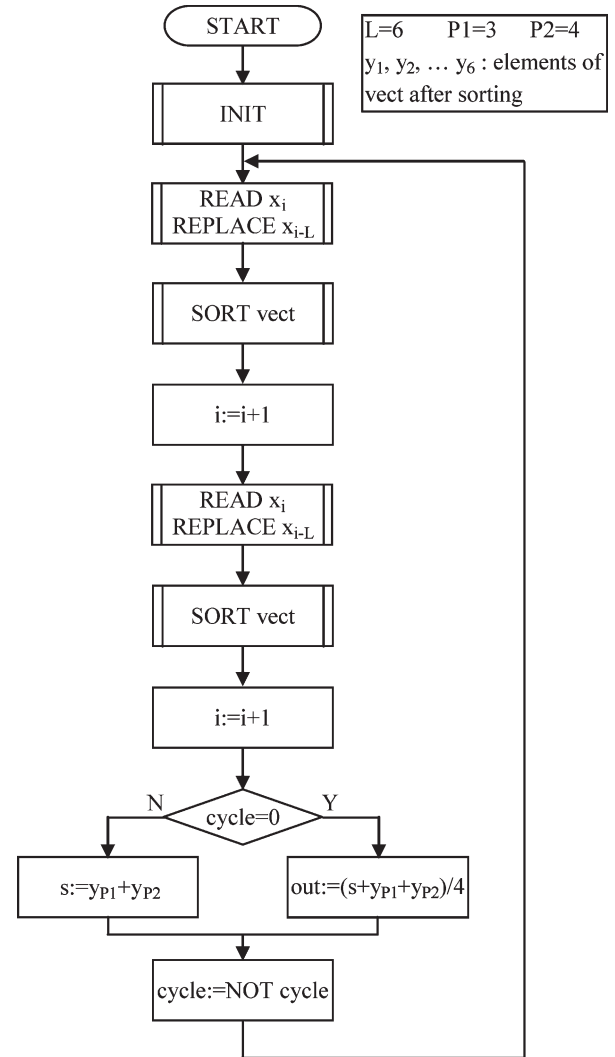 START
L=6 P1=3 P2=4
y1, y2, ... y6 : elements of
vect after sorting
INIT
READ xi
REPLACE xi-L
SORT vect
i:=i+1
READ xi
REPLACE xi-L
SORT vect
i:=i+1
N
cycle=0
Y
s:=yP1+yP2
out:=(s+yP1+yP2)/4
cycle:=NOT cycle